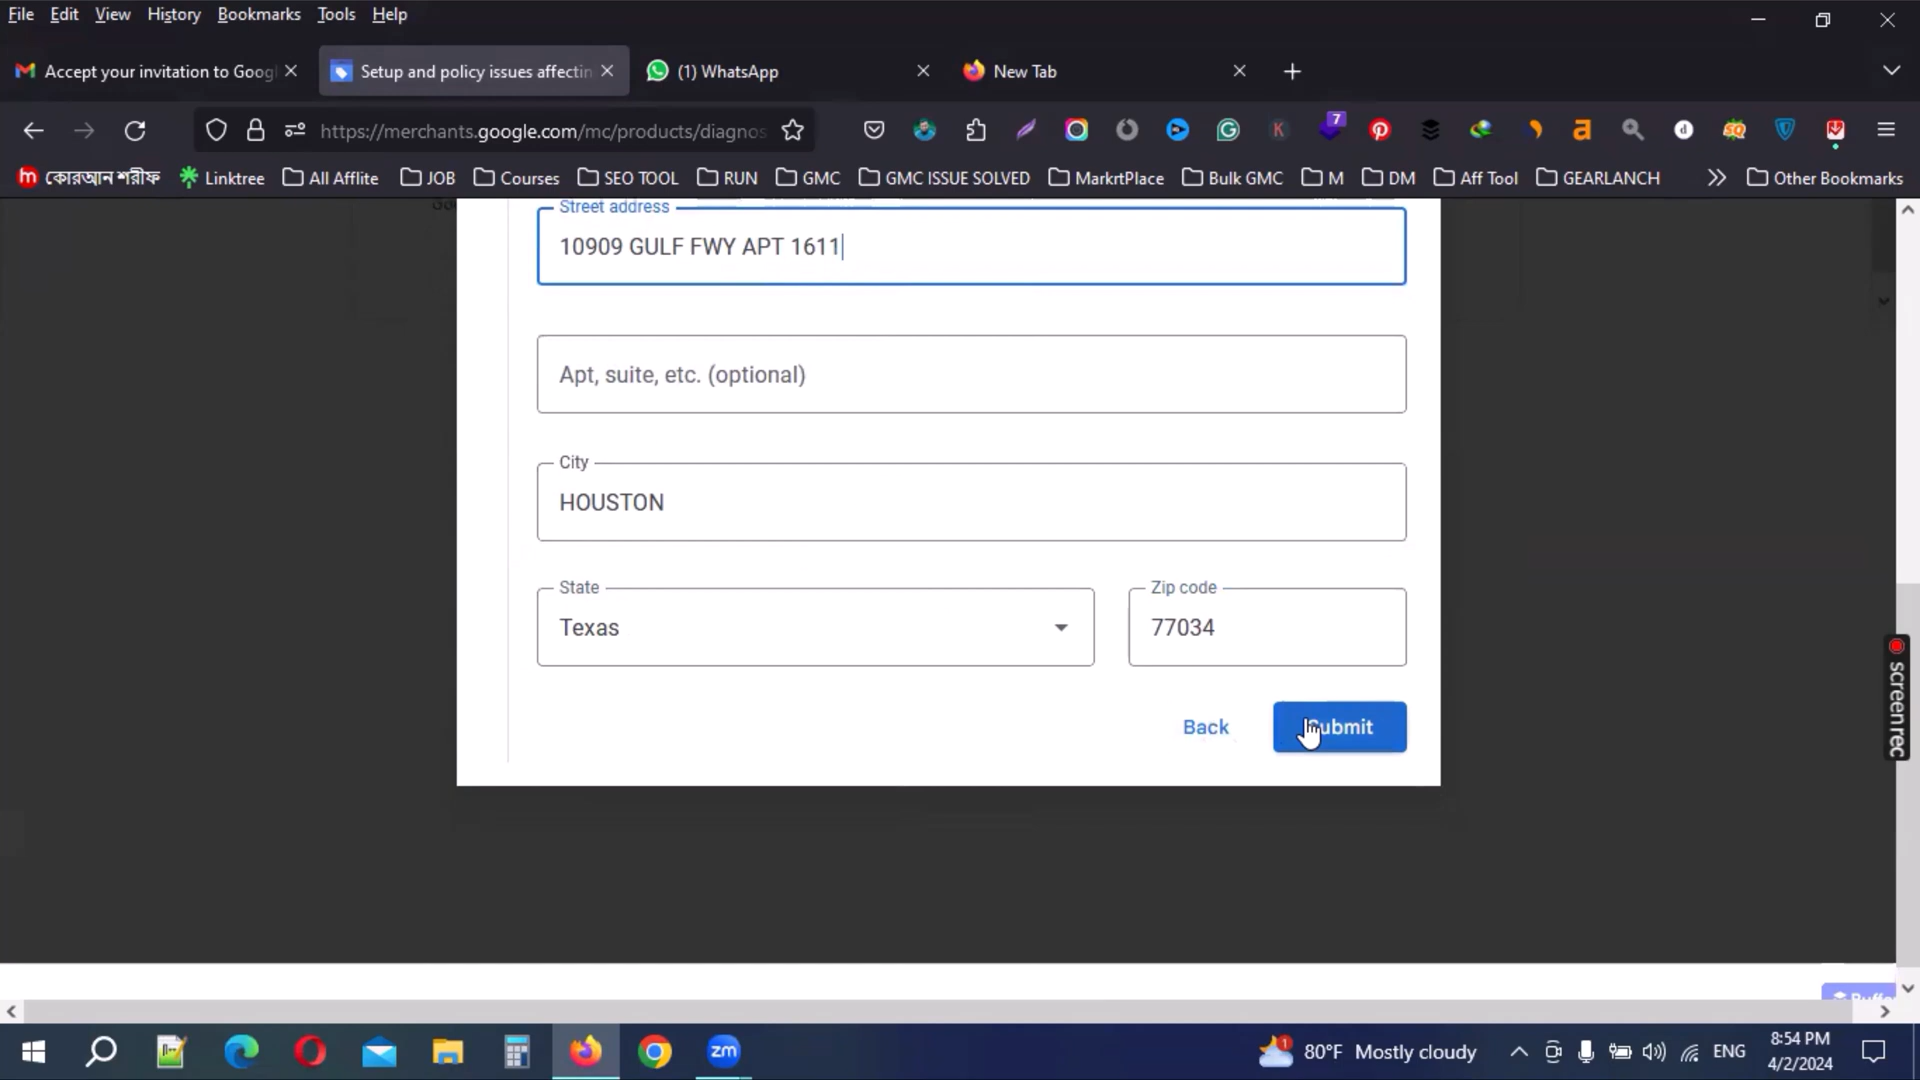 File Edit View History Bookmarks Tools Help
Accept your invitation to Goog
Setup and policy issues affectin
(1) WhatsApp
New Tab
https://merchants.google.com/mc/products/diagnos
7
কোরআন শরীফ
Linktree
All Afflite
JOB
Courses
SEO TOOL
RUN
GMC
GMC ISSUE SOLVED
MarkrtPlace
Bulk GMC
M
DM
Aff Tool
GEARLANCH
Other Bookmarks
Street address
10909 GULF FWY APT 1611
Apt, suite, etc. (optional)
City
HOUSTON
State
Texas
Zip code
77034
Back
Submit
screenrec
zm
1
80°F Mostly cloudy
ENG
8:54 PM
4/2/2024